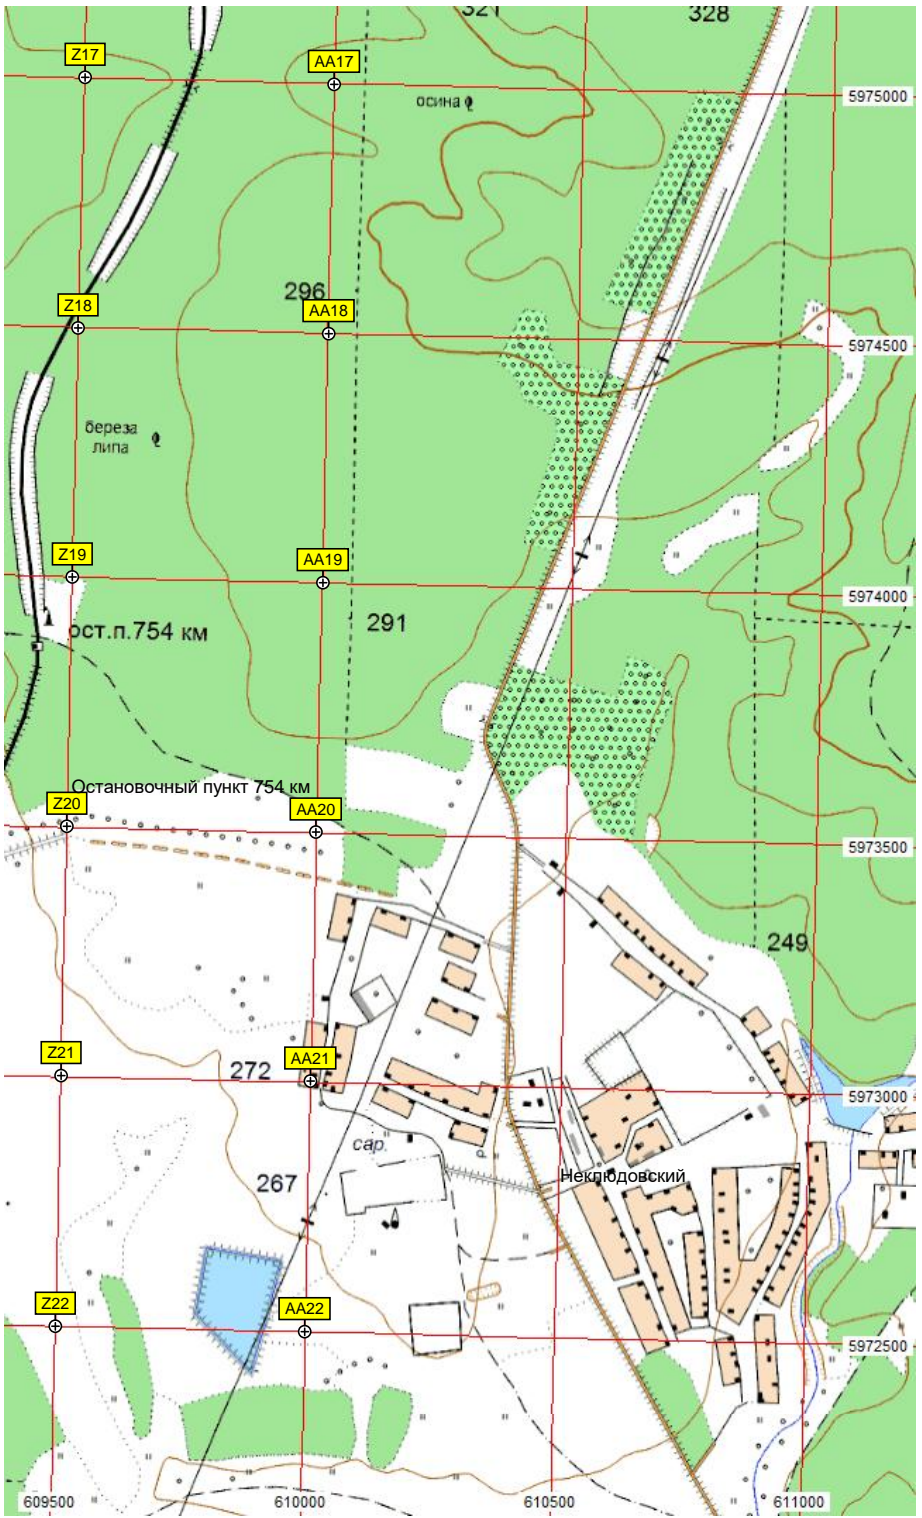 321
328
Z17
AA17
осина
5975000
296
Z18
AA18
5974500
береза
липа
Z19
AA19
5974000
291
ост.п.754 км
Остановочный пункт 754 км
Z20
AA20
5973500
249
Z21
272
AA21
5973000
сар.
267
Неклюдовский
Z22
AA22
5972500
609500
610000
610500
611000